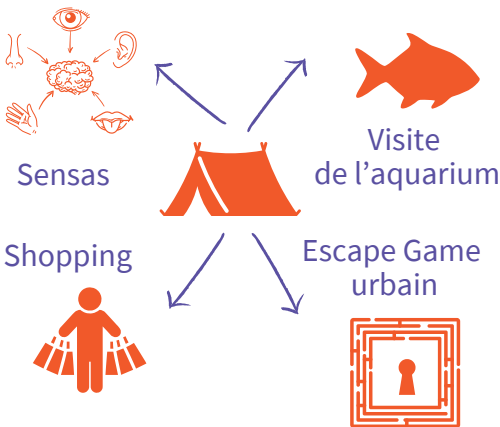 Sensas
Visite
de l’aquarium
Shopping
Escape Game
urbain